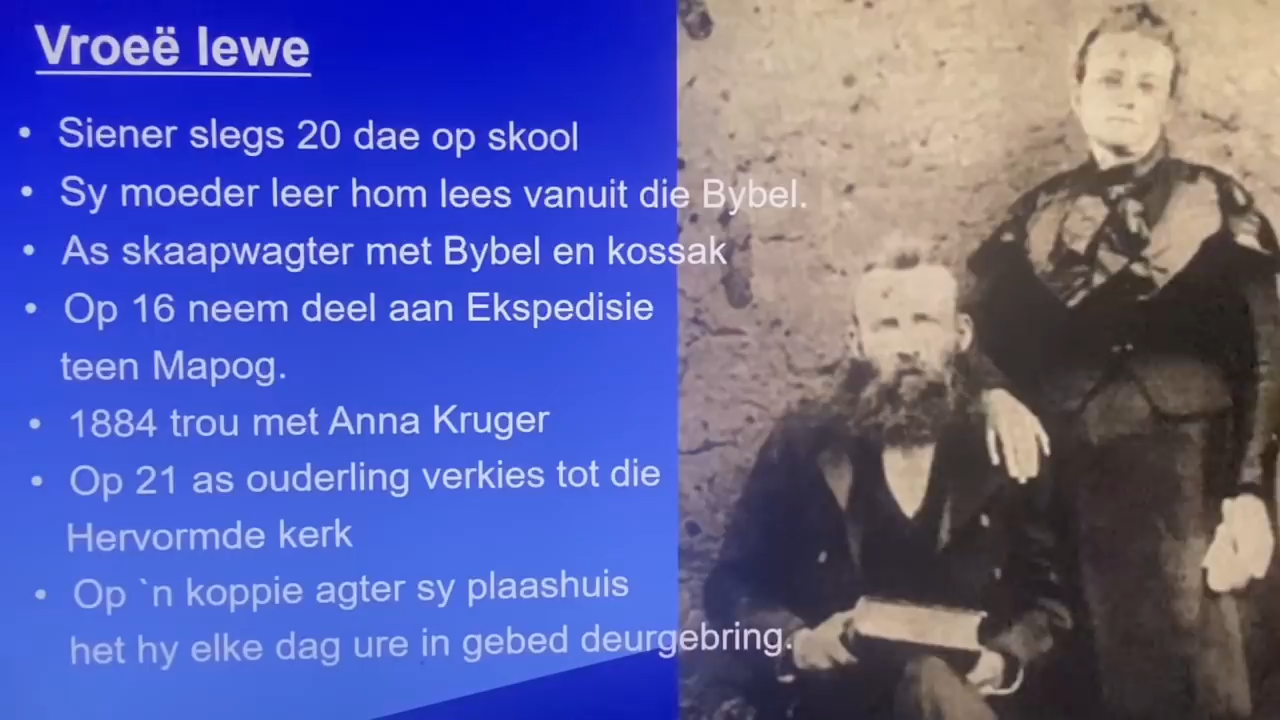 Vroeë lewe
• Siener slegs 20 dae op skool
• Sy moeder leer hom lees vanuit die Bybel.
• As skaapwagter met Bybel en kossak
• Op 16 neem deel aan Ekspedisie
teen Mapog.
• 1884 trou met Anna Kruger
• Op 21 as ouderling verkies tot die
Hervormde kerk
• Op `n koppie agter sy plaashuis
het hy elke dag ure in gebed deurgebring.